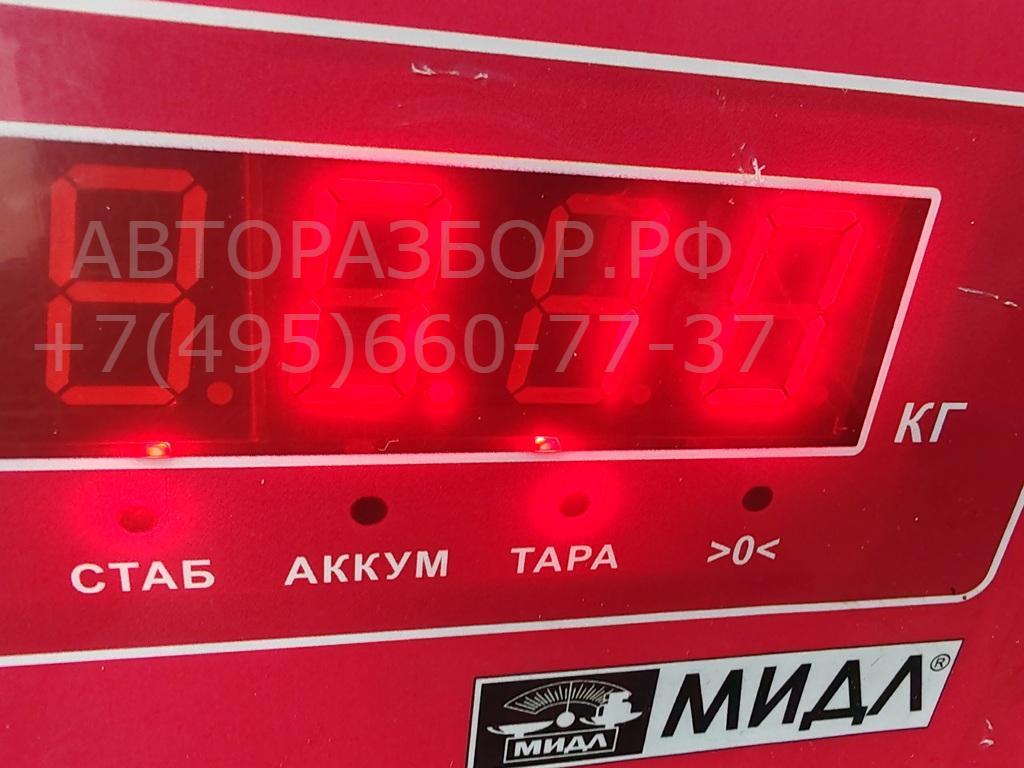 АВТОРАЗБОР.РФ
+7(495)660-77-37
КГ
СТАБ АККУМ ТАРА >0<
МИДЛ МИДЛ®